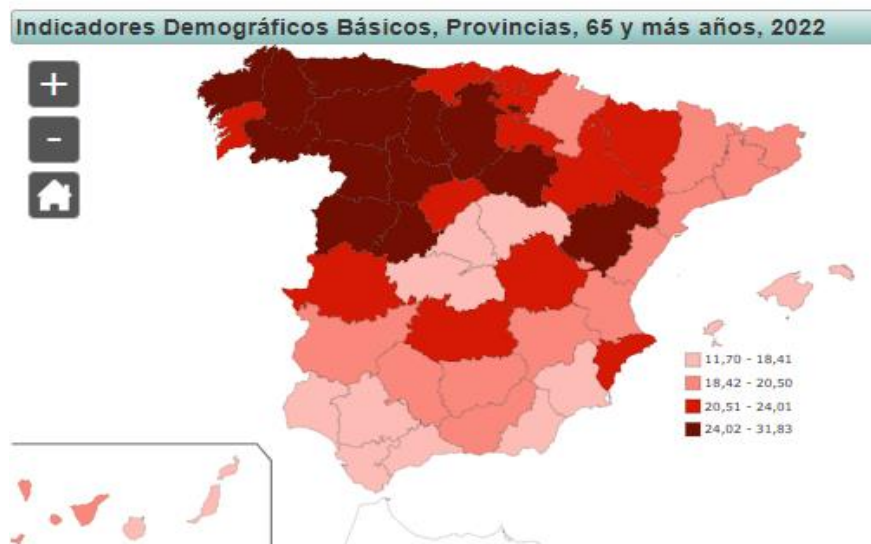 Indicadores Demográficos Básicos, Provincias, 65 y más años, 2022
+
-
11,70 - 18,41
18,42 - 20,50
20,51 - 24,01
24,02 - 31,83